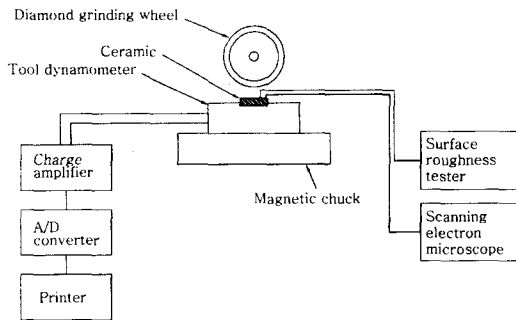 Diamond grinding wheel
Ceramic
Tool dynamometer
Charge
amplifier
Surface
roughness
tester
Magnetic chuck
A/D
converter
Scanning
electron
microscope
Printer